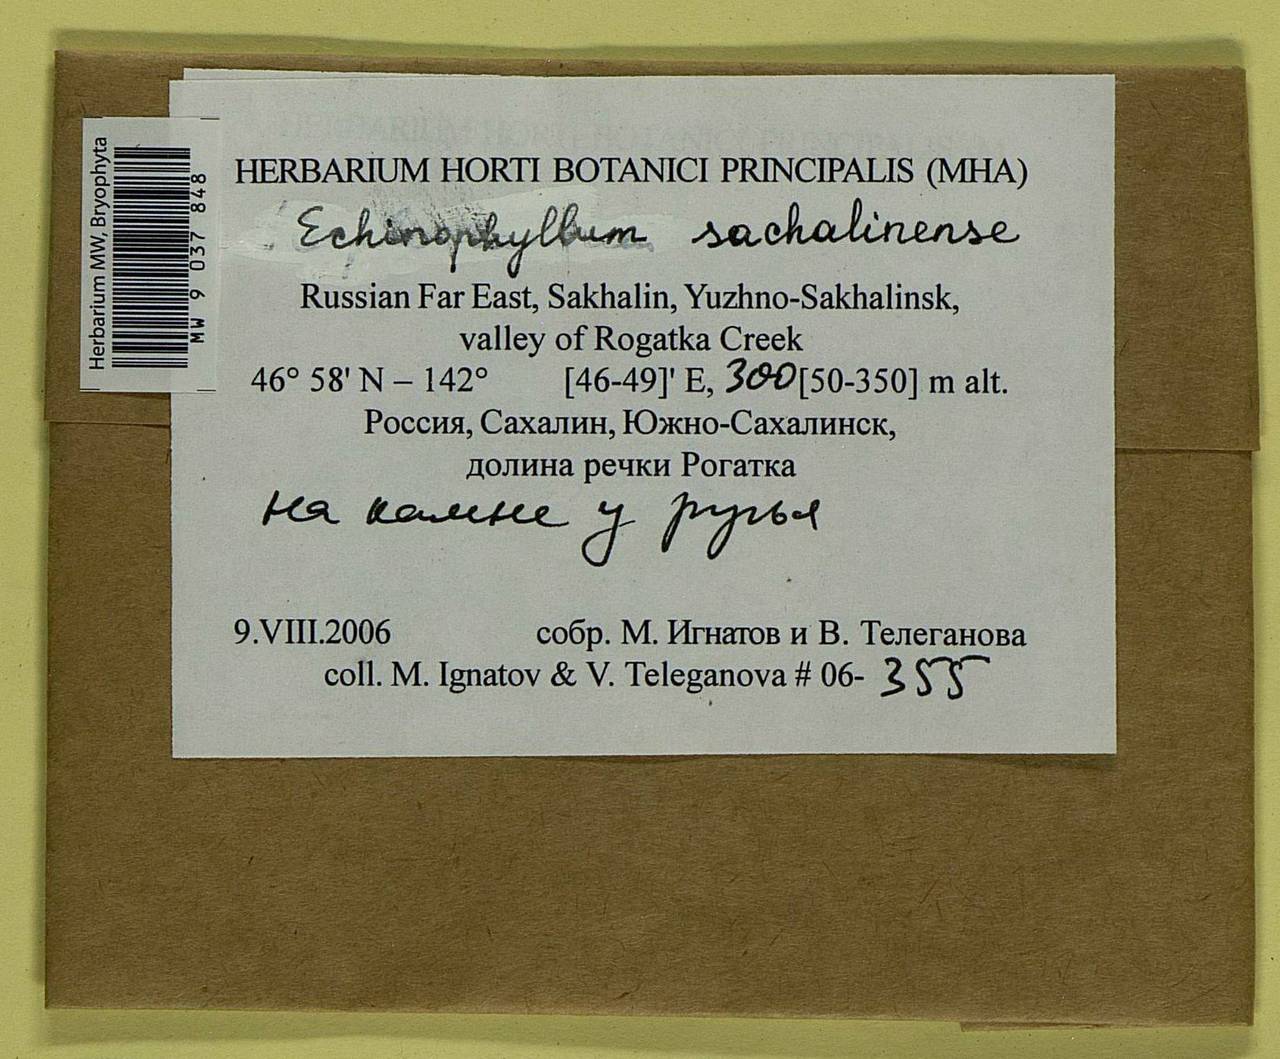 Herbarium MW, Bryophyta
MW 9 037 848
HERBARIUM HORTI BOTANICI PRINCIPALIS (MHA)
Echinophyllum sachalinense
Russian Far East, Sakhalin, Yuzhno-Sakhalinsk,
valley of Rogatka Creek
46° 58' N – 142° [46-49]' E, 300[50-350] m alt.
Россия, Сахалин, Южно-Сахалинск,
долина речки Рогатка
на камне у ручья
9.VIII.2006 собр. М. Игнатов и В. Телеганова
coll. M. Ignatov & V. Teleganova # 06- 355